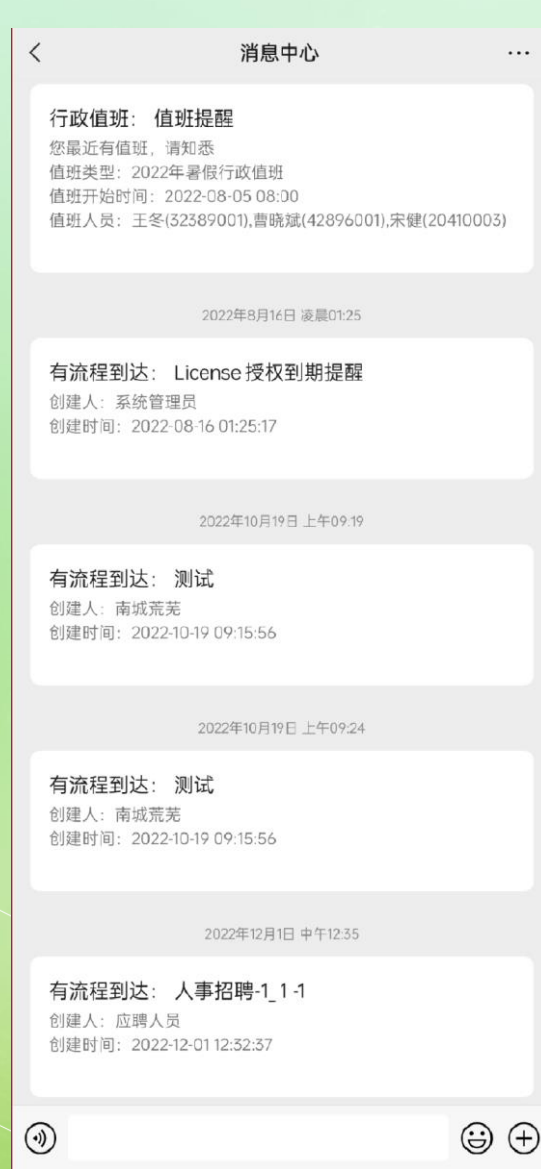 消息中心
行政值班： 值班提醒
您最近有值班，请知悉
值班类型：2022年暑假行政值班
值班开始时间：2022-08-05 08:00
值班人员：王冬(32389001),曹晓斌(42896001),宋健(20410003)
2022年8月16日 凌晨01:25
有流程到达： License 授权到期提醒
创建人：系统管理员
创建时间：2022-08-16 01:25:17
2022年10月19日 上午09:19
有流程到达： 测试
创建人：南城荒芜
创建时间：2022-10-19 09:15:56
2022年10月19日 上午09:24
有流程到达： 测试
创建人：南城荒芜
创建时间：2022-10-19 09:15:56
2022年12月1日 中午12:35
有流程到达： 人事招聘-1_1-1
创建人：应聘人员
创建时间：2022-12-01 12:32:37